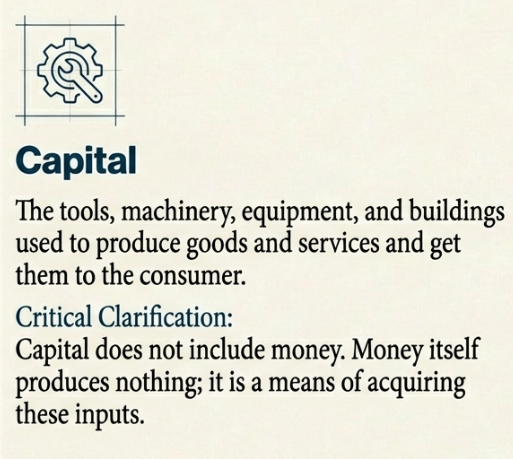 Capital
The tools, machinery, equipment, and buildings
used to produce goods and services and get
them to the consumer.
Critical Clarification:
Capital does not include money. Money itself
produces nothing; it is a means of acquiring
these inputs.